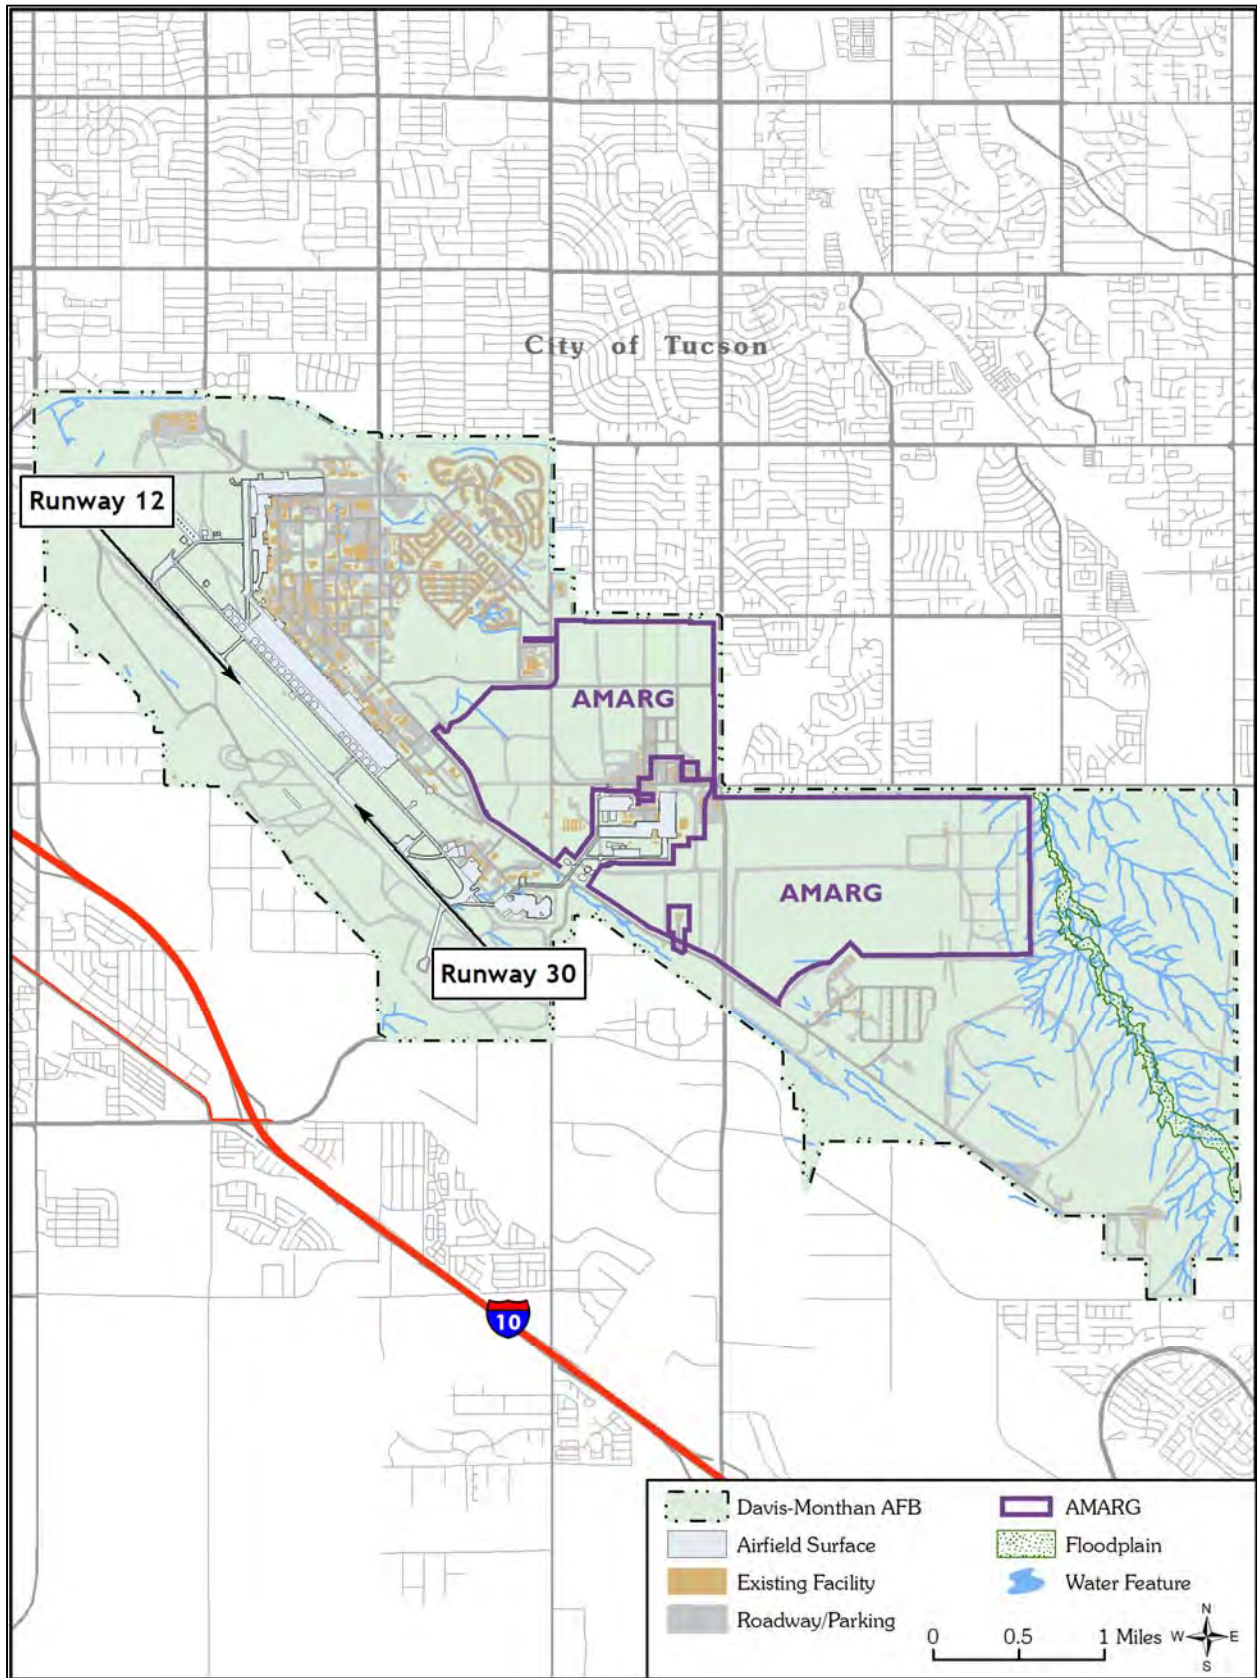 City of Tucson
Runway 12
AMARG
AMARG
Runway 30
10
Davis-Monthan AFB
AMARG
Airfield Surface
Floodplain
Existing Facility
Water Feature
Roadway/Parking
0 0.5 1 Miles
N
W E
S